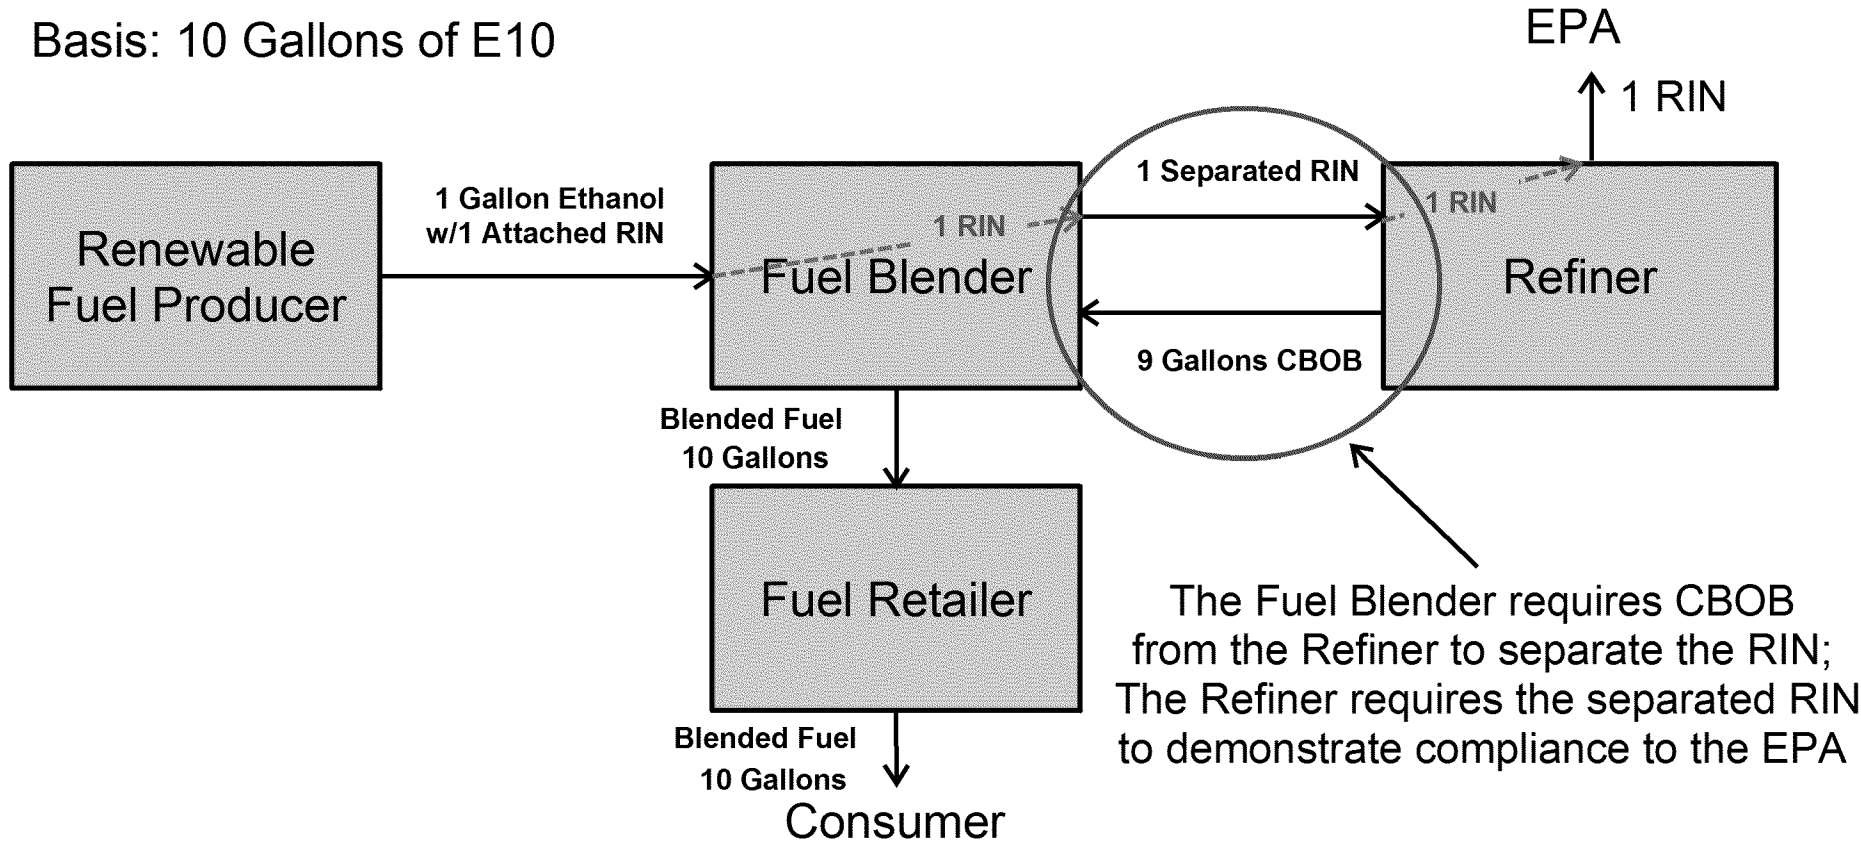 Basis: 10 Gallons of E10
EPA
1 RIN
Renewable
Fuel Producer
1 Gallon Ethanol
w/1 Attached RIN
1 RIN
Fuel Blender
1 Separated RIN
9 Gallons CBOB
1 RIN
Refiner
Blended Fuel
10 Gallons
Fuel Retailer
Blended Fuel
10 Gallons
Consumer
The Fuel Blender requires CBOB
from the Refiner to separate the RIN;
The Refiner requires the separated RIN
to demonstrate compliance to the EPA